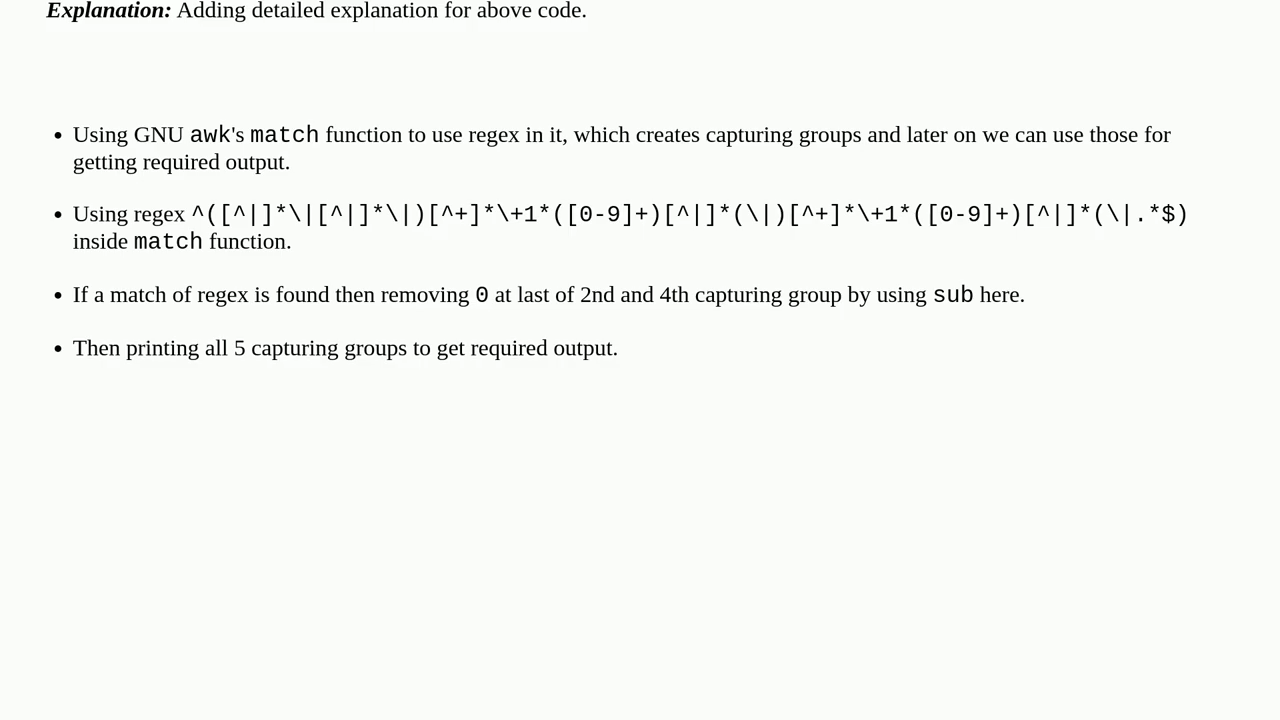 Explanation: Adding detailed explanation for above code.
• Using GNU awk's match function to use regex in it, which creates capturing groups and later on we can use those for
getting required output.
• Using regex ^([^|]*\|[^|]*\|)[^+]*\+1*([0-9]+)[^|]*(\|)[^+]*\+1*([0-9]+)[^|]*(\|.*$)
inside match function.
• If a match of regex is found then removing 0 at last of 2nd and 4th capturing group by using sub here.
• Then printing all 5 capturing groups to get required output.